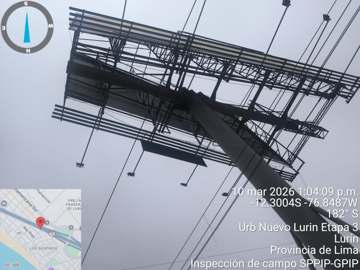 10 mar 2026 1:04:09 p.m.
-12.3004S -76.8487W
182° S
Urb Nuevo Lurin Etapa 3
Lurin
Provincia de Lima
Inspección de campo SPPIP-GPIP